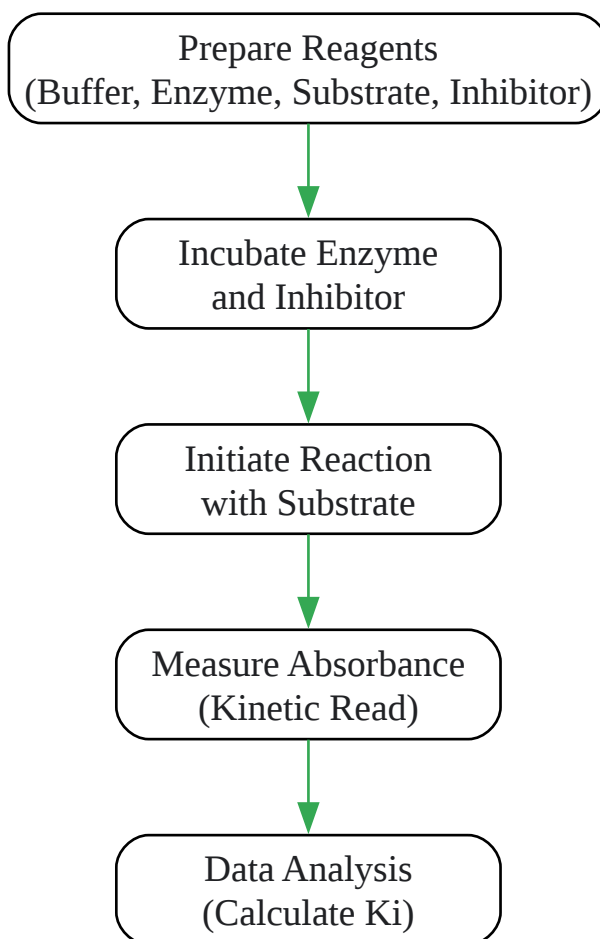 Prepare Reagents
(Buffer, Enzyme, Substrate, Inhibitor)
Incubate Enzyme
and Inhibitor
Initiate Reaction
with Substrate
Measure Absorbance
(Kinetic Read)
Data Analysis
(Calculate Ki)